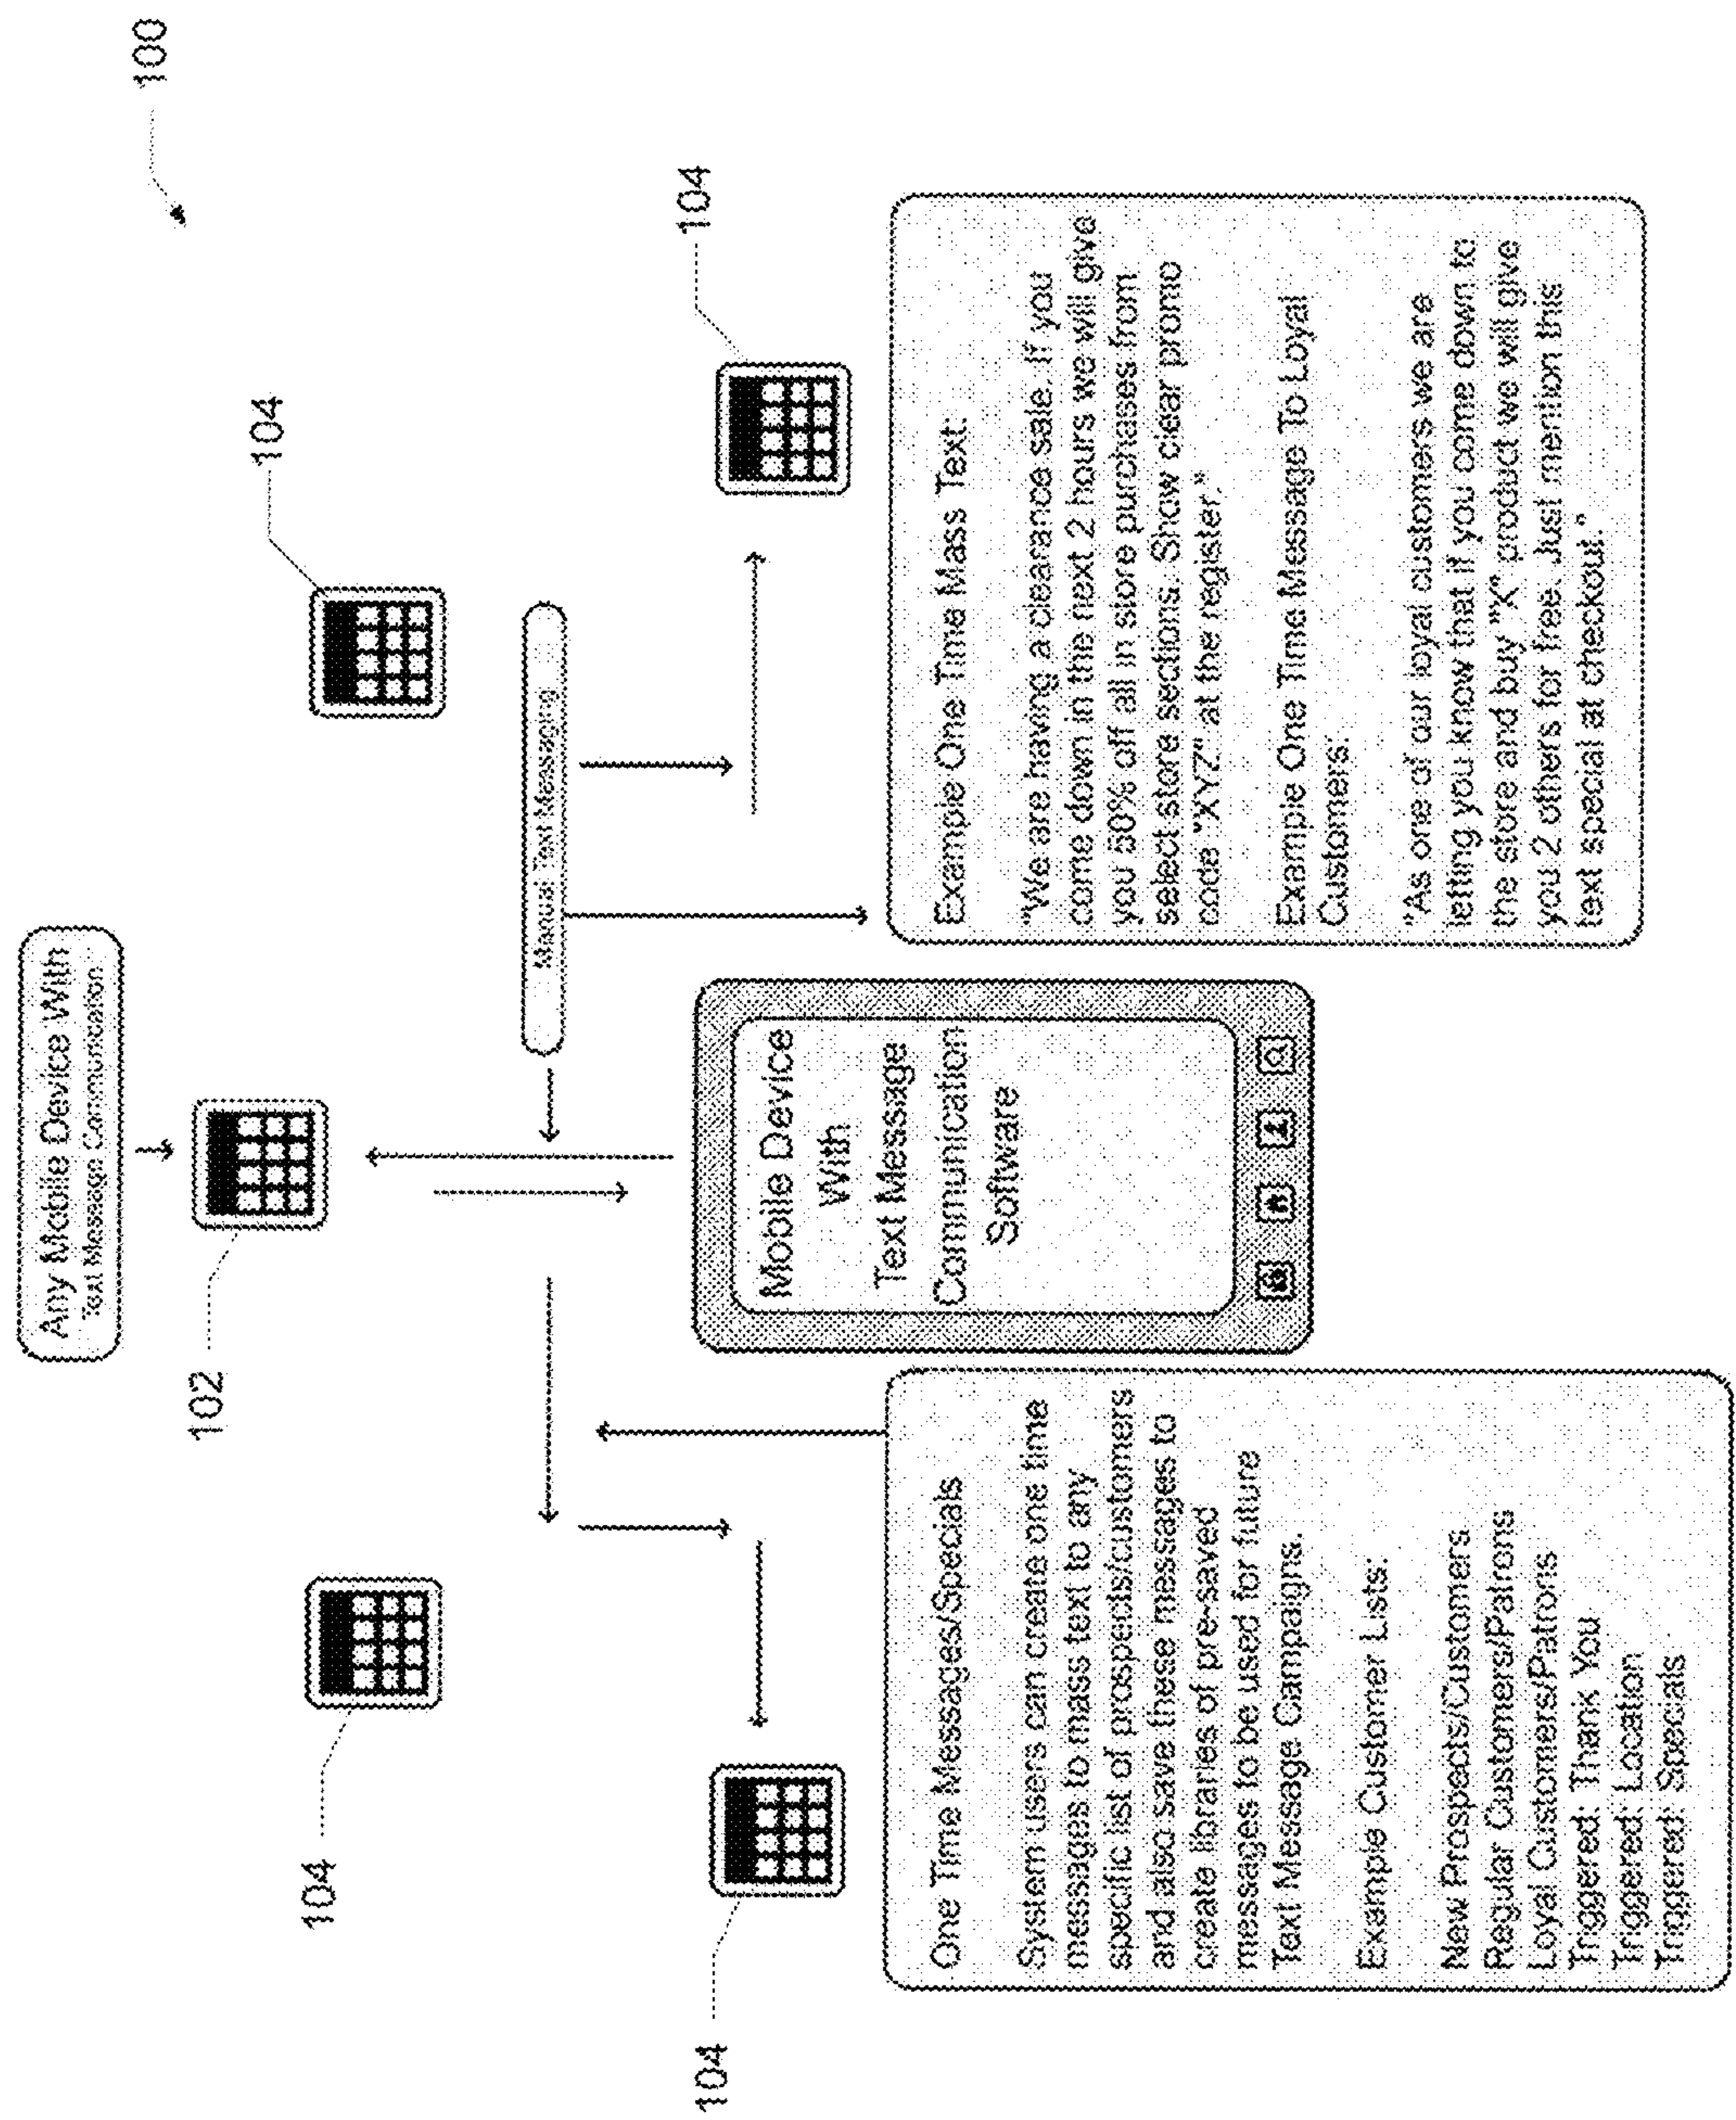 100
Any Mobile Device With
Text Message Communication
102
104
104
104
104
Manual Text Messaging
Mobile Device
With
Text Message
Communication
Software
One Time Messages/Specials
System users can create one time
messages to mass text to any
specific list of prospects/customers
and also save these messages to
create libraries of pre-saved
messages to be used for future
Text Message Campaigns.
Example Customer Lists:
New Prospects/Customers
Regular Customers/Patrons
Loyal Customers/Patrons
Triggered: Thank You
Triggered: Location
Triggered: Specials
Example One Time Mass Text:
"We are having a clearance sale. If you
come down in the next 2 hours we will give
you 50% off all in store purchases from
select store sections. Show clear promo
code "XYZ" at the register."
Example One Time Message To Loyal
Customers:
"As one of our loyal customers we are
letting you know that if you come down to
the store and buy "X" product we will give
you 2 others for free. Just mention this
text special at checkout."